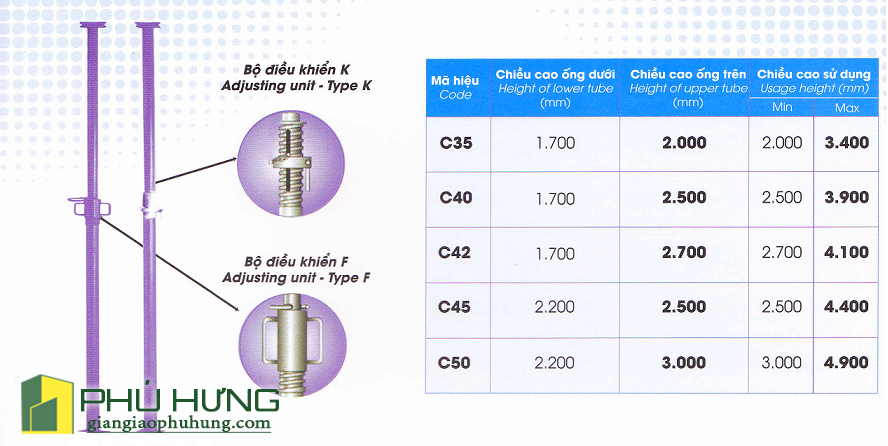 Bộ điều khiển K
Adjusting unit - Type K
Bộ điều khiển F
Adjusting unit - Type F
PHÚ HƯNG
giangiaophuhung.com
Mã hiệu
Code
Chiều cao ống dưới
Height of lower tube
(mm)
Chiều cao ống trên
Height of upper tube
(mm)
Chiều cao sử dụng
Usage height (mm)
Min Max
C35 1.700 2.000 2.000 3.400
C40 1.700 2.500 2.500 3.900
C42 1.700 2.700 2.700 4.100
C45 2.200 2.500 2.500 4.400
C50 2.200 3.000 3.000 4.900